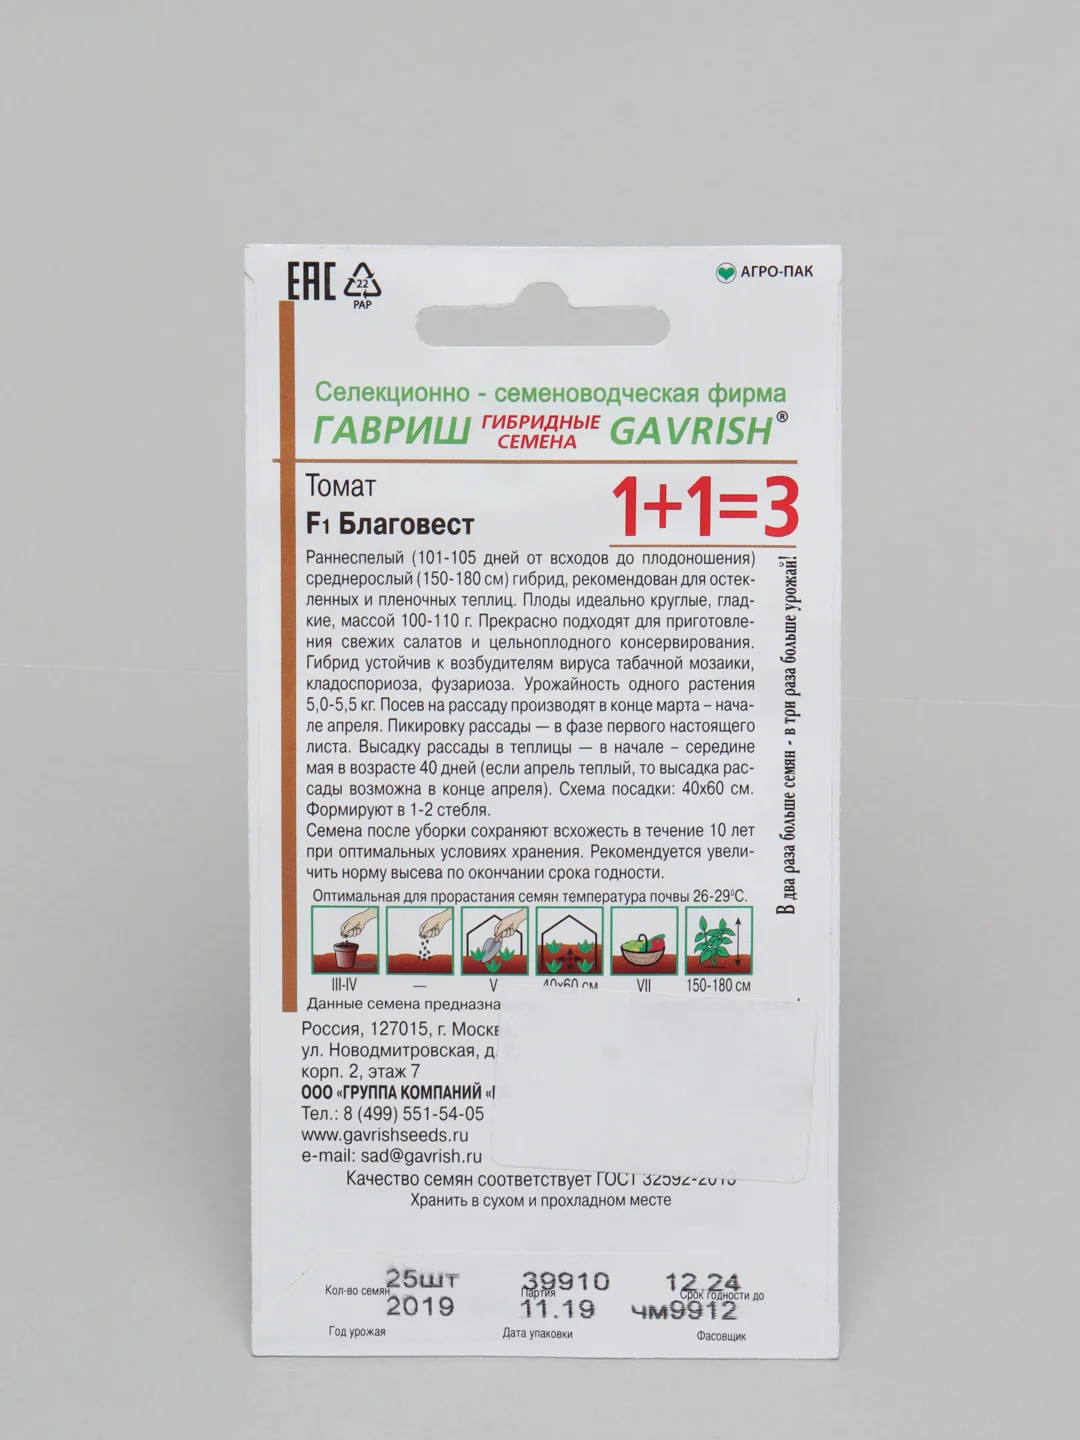 ЕАС
22
PAP
АГРО-ПАК
Селекционно - семеноводческая фирма
ГАВРИШ ГИБРИДНЫЕ СЕМЕНА GAVRISH®
Томат
F1 Благовест
1+1=3
В два раза больше семян - в три раза больше урожай!
Раннеспелый (101-105 дней от всходов до плодоношения)
среднерослый (150-180 см) гибрид, рекомендован для остек-
ленных и пленочных теплиц. Плоды идеально круглые, глад-
кие, массой 100-110 г. Прекрасно подходят для приготовле-
ния свежих салатов и цельноплодного консервирования.
Гибрид устойчив к возбудителям вируса табачной мозаики,
кладоспориоза, фузариоза. Урожайность одного растения
5,0-5,5 кг. Посев на рассаду производят в конце марта – нача-
ле апреля. Пикировку рассады — в фазе первого настоящего
листа. Высадку рассады в теплицы — в начале – середине
мая в возрасте 40 дней (если апрель теплый, то высадка рас-
сады возможна в конце апреля). Схема посадки: 40х60 см.
Формируют в 1-2 стебля.
Семена после уборки сохраняют всхожесть в течение 10 лет
при оптимальных условиях хранения. Рекомендуется увели-
чить норму высева по окончании срока годности.
Оптимальная для прорастания семян температура почвы 26-29°С.
III-IV — V 40х60 см VII 150-180 см
Данные семена
Россия, 127015, г.
ул. Новодмитровская, д.
корп. 2, этаж 7
ООО «ГРУППА КОМПАНИЙ
Тел.: 8 (499) 551-54-05
www.gavrishseeds.ru
e-mail: sad@gavrish.ru
Качество семян соответствует ГОСТ 32592-2013
Хранить в сухом и прохладном месте
25шт 39910 12.24
Кол-во семян Партия Срок годности до
2019 11.19 чм9912
Год урожая Дата упаковки Фасовщик